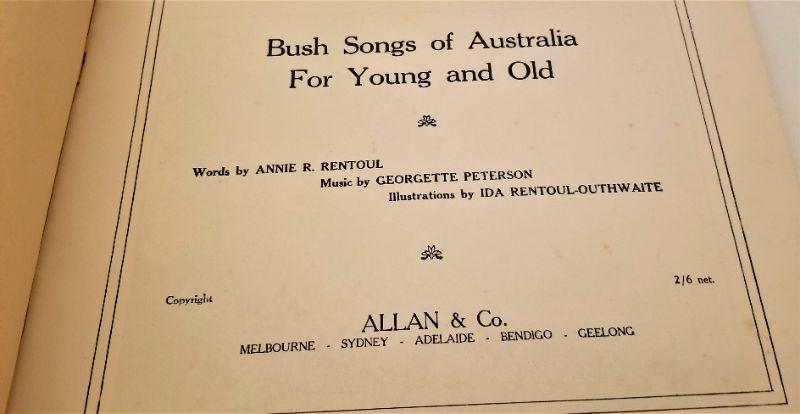 Bush Songs of Australia
For Young and Old
Words by ANNIE R. RENTOUL
Music by GEORGETTE PETERSON
Illustrations by IDA RENTOUL-OUTHWAITE
Copyright
2/6 net.
ALLAN & Co.
MELBOURNE - SYDNEY - ADELAIDE - BENDIGO - GEELONG